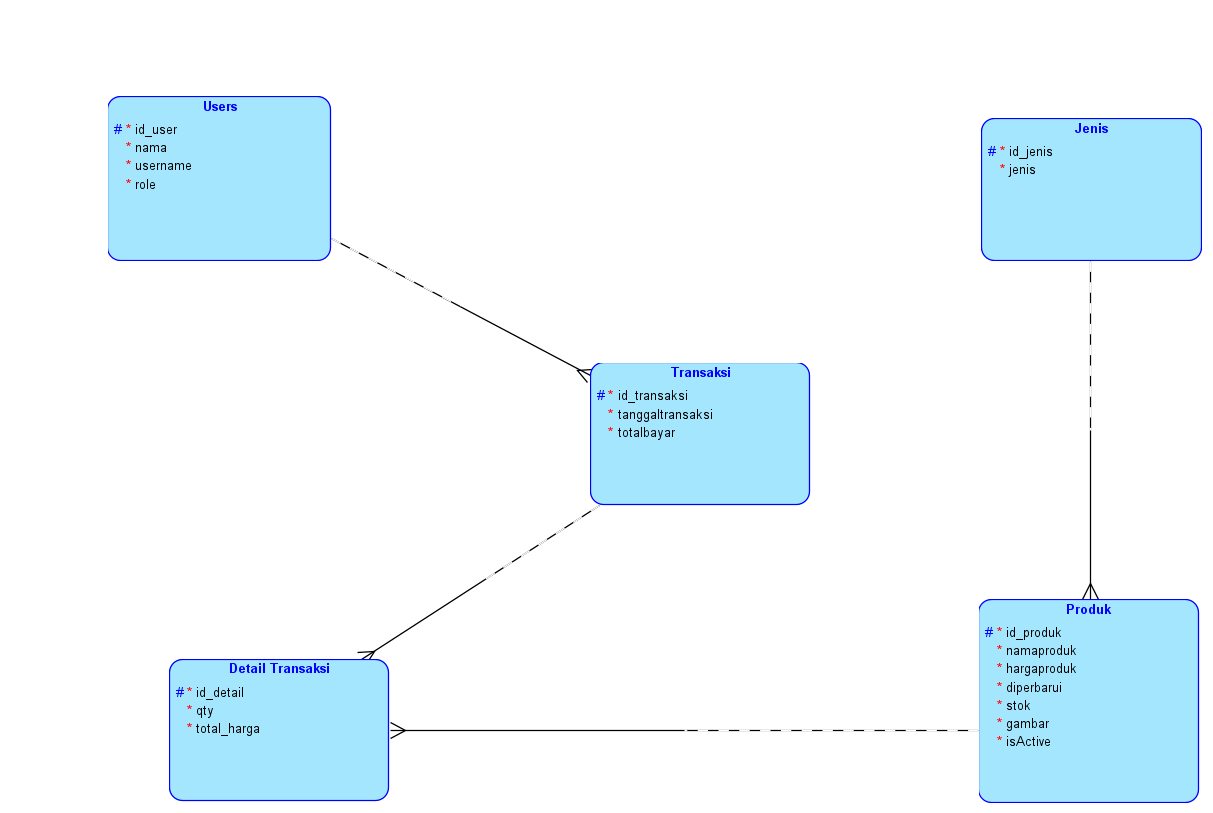 Users
# * id_user
* nama
* username
* role
Jenis
# * id_jenis
* jenis
Transaksi
# * id_transaksi
* tanggaltransaksi
* totalbayar
Detail Transaksi
# * id_detail
* qty
* total_harga
Produk
# * id_produk
* namaproduk
* hargaproduk
* diperbarui
* stok
* gambar
* isActive